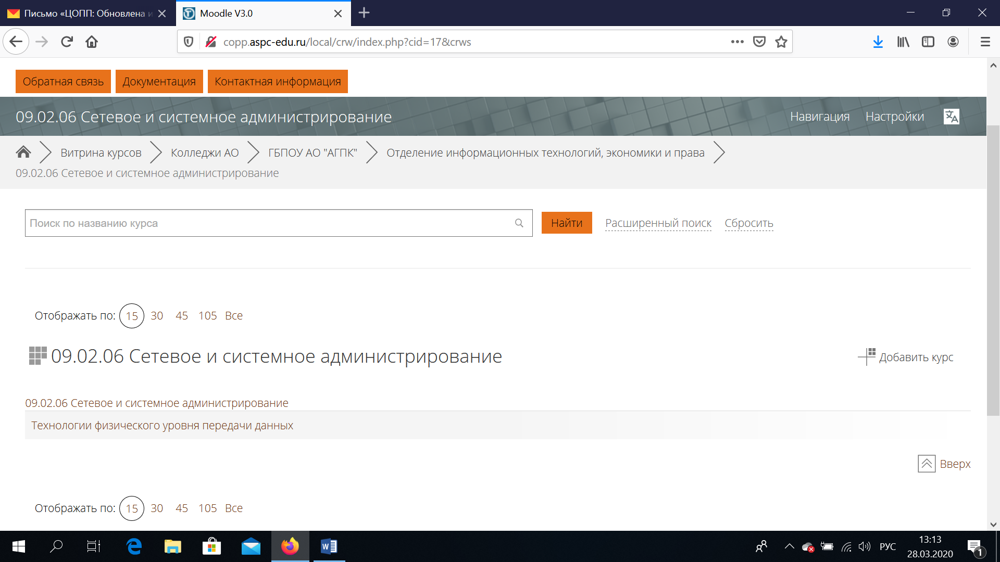 Письмо «ЦОПП: Обновлена и
Moodle V3.0
copp.aspc-edu.ru/local/crw/index.php?cid=17&crws
Обратная связь
Документация
Контактная информация
09.02.06 Сетевое и системное администрирование
Навигация
Настройки
Витрина курсов
Колледжи АО
ГБПОУ АО "АГПК"
Отделение информационных технологий, экономики и права
09.02.06 Сетевое и системное администрирование
Поиск по названию курса
Найти
Расширенный поиск
Сбросить
Отображать по: 15 30 45 105 Все
09.02.06 Сетевое и системное администрирование
Добавить курс
09.02.06 Сетевое и системное администрирование
Технологии физического уровня передачи данных
Вверх
Отображать по: 15 30 45 105 Все
РУС
13:13
28.03.2020
1